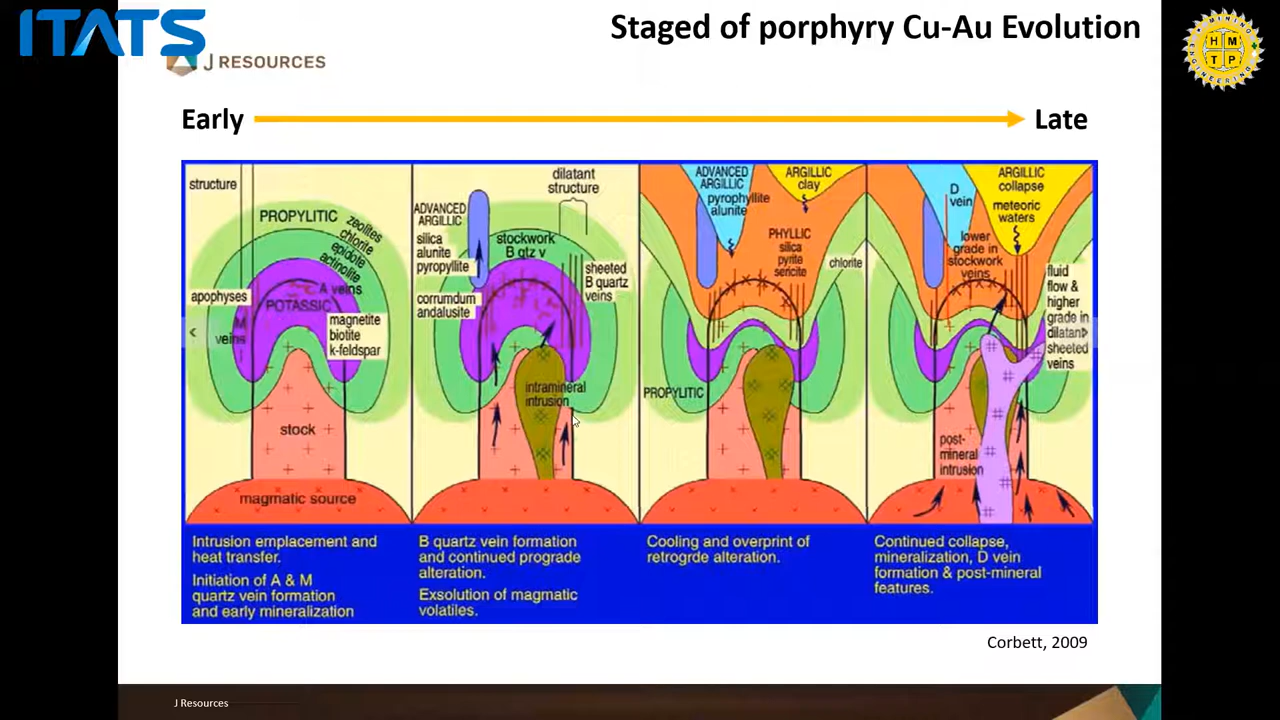 ITATS
J RESOURCES
Staged of porphyry Cu-Au Evolution
HM
TP
Early
Late
structure
PROPYLITIC
zeolites
chlorite
epidote
actinolite
A veins
apophyses
POTASSIC
M
veins
magnetite
biotite
k-feldspar
stock
magmatic source
Intrusion emplacement and
heat transfer.
Initiation of A & M
quartz vein formation
and early mineralization
dilatant
structure
ADVANCED
ARGILLIC
silica
alunite
pyropyllite
stockwork
B qtz v
sheeted
B quartz
veins
corrumdum
andalusite
intramineral
intrusion
B quartz vein formation
and continued prograde
alteration.
Exsolution of magmatic
volatiles.
ADVANCED
ARGILLIC
pyrophyllite
alunite
ARGILLIC
clay
PHYLLIC
silica
pyrite
sericite
chlorite
PROPYLITIC
Cooling and overprint of
retrogrde alteration.
D
vein
ARGILLIC
collapse
meteoric
waters
lower
grade in
stockwork
veins
fluid
flow &
higher
grade in
dilatant
sheeted
veins
post-
mineral
intrusion
Continued collapse,
mineralization, D vein
formation & post-mineral
features.
Corbett, 2009
J Resources